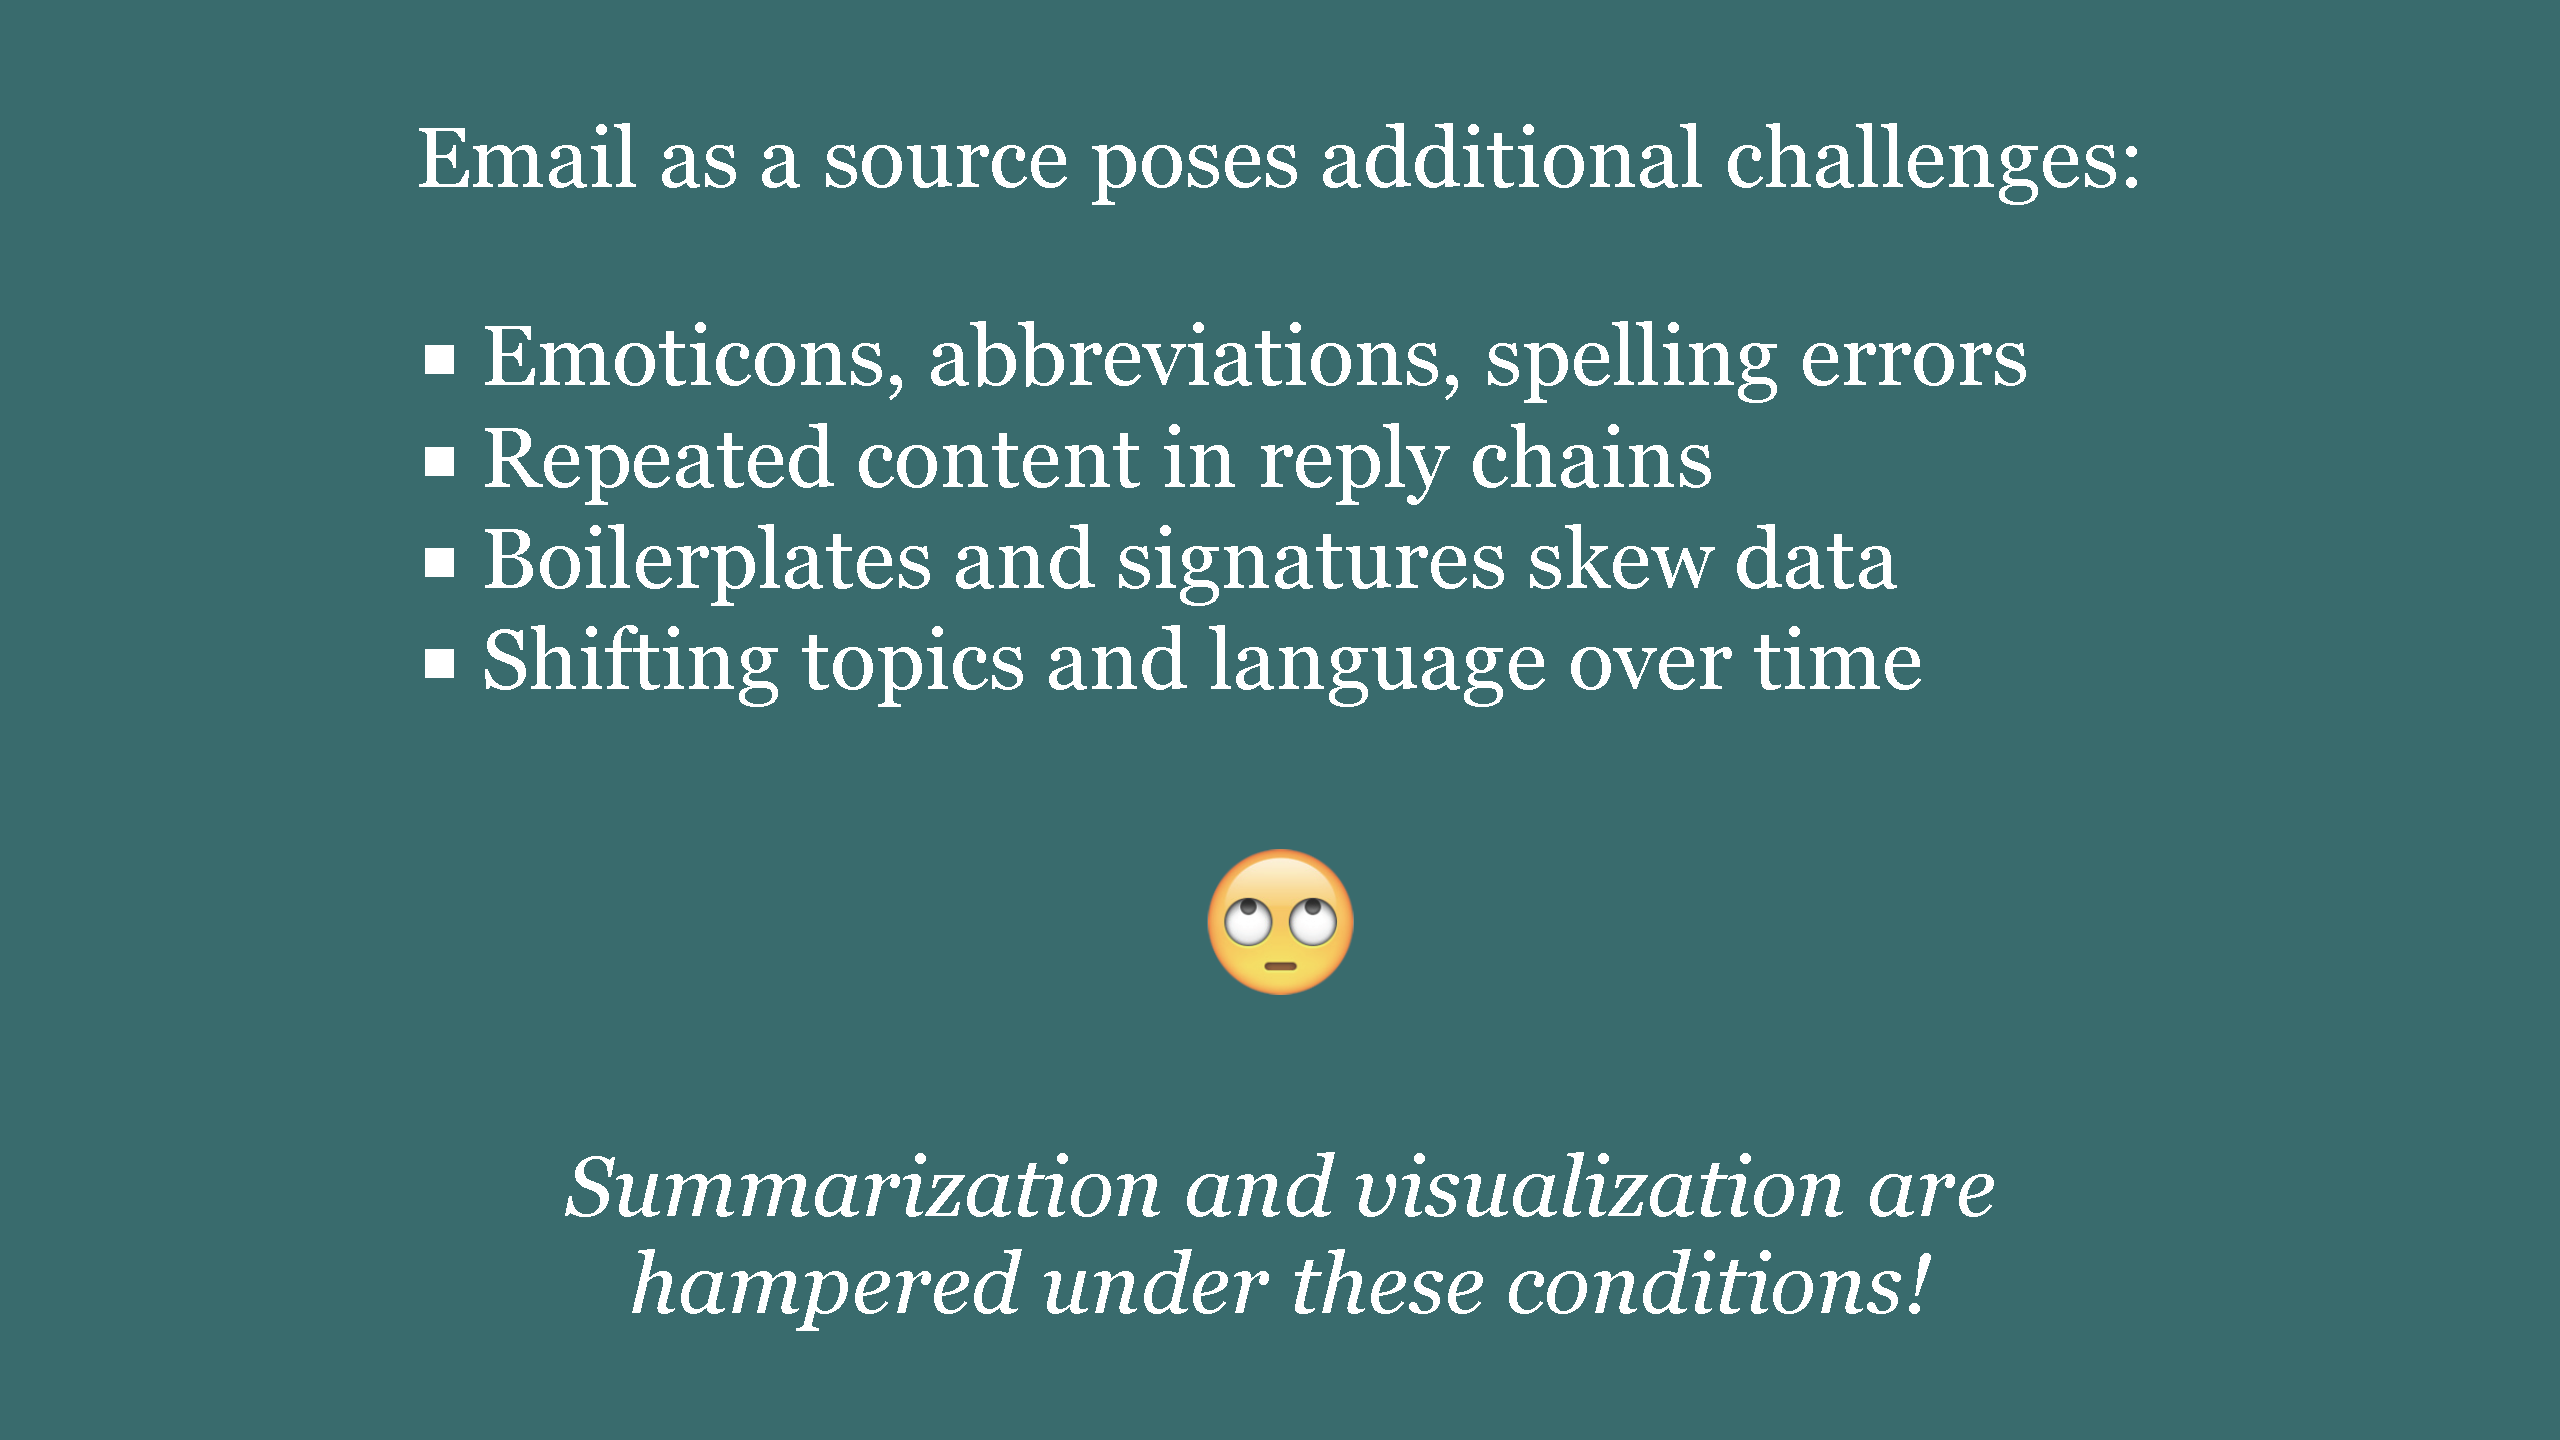 Email as a source poses additional challenges:
▪ Emoticons, abbreviations, spelling errors
▪ Repeated content in reply chains
▪ Boilerplates and signatures skew data
▪ Shifting topics and language over time
🙄
Summarization and visualization are
hampered under these conditions!